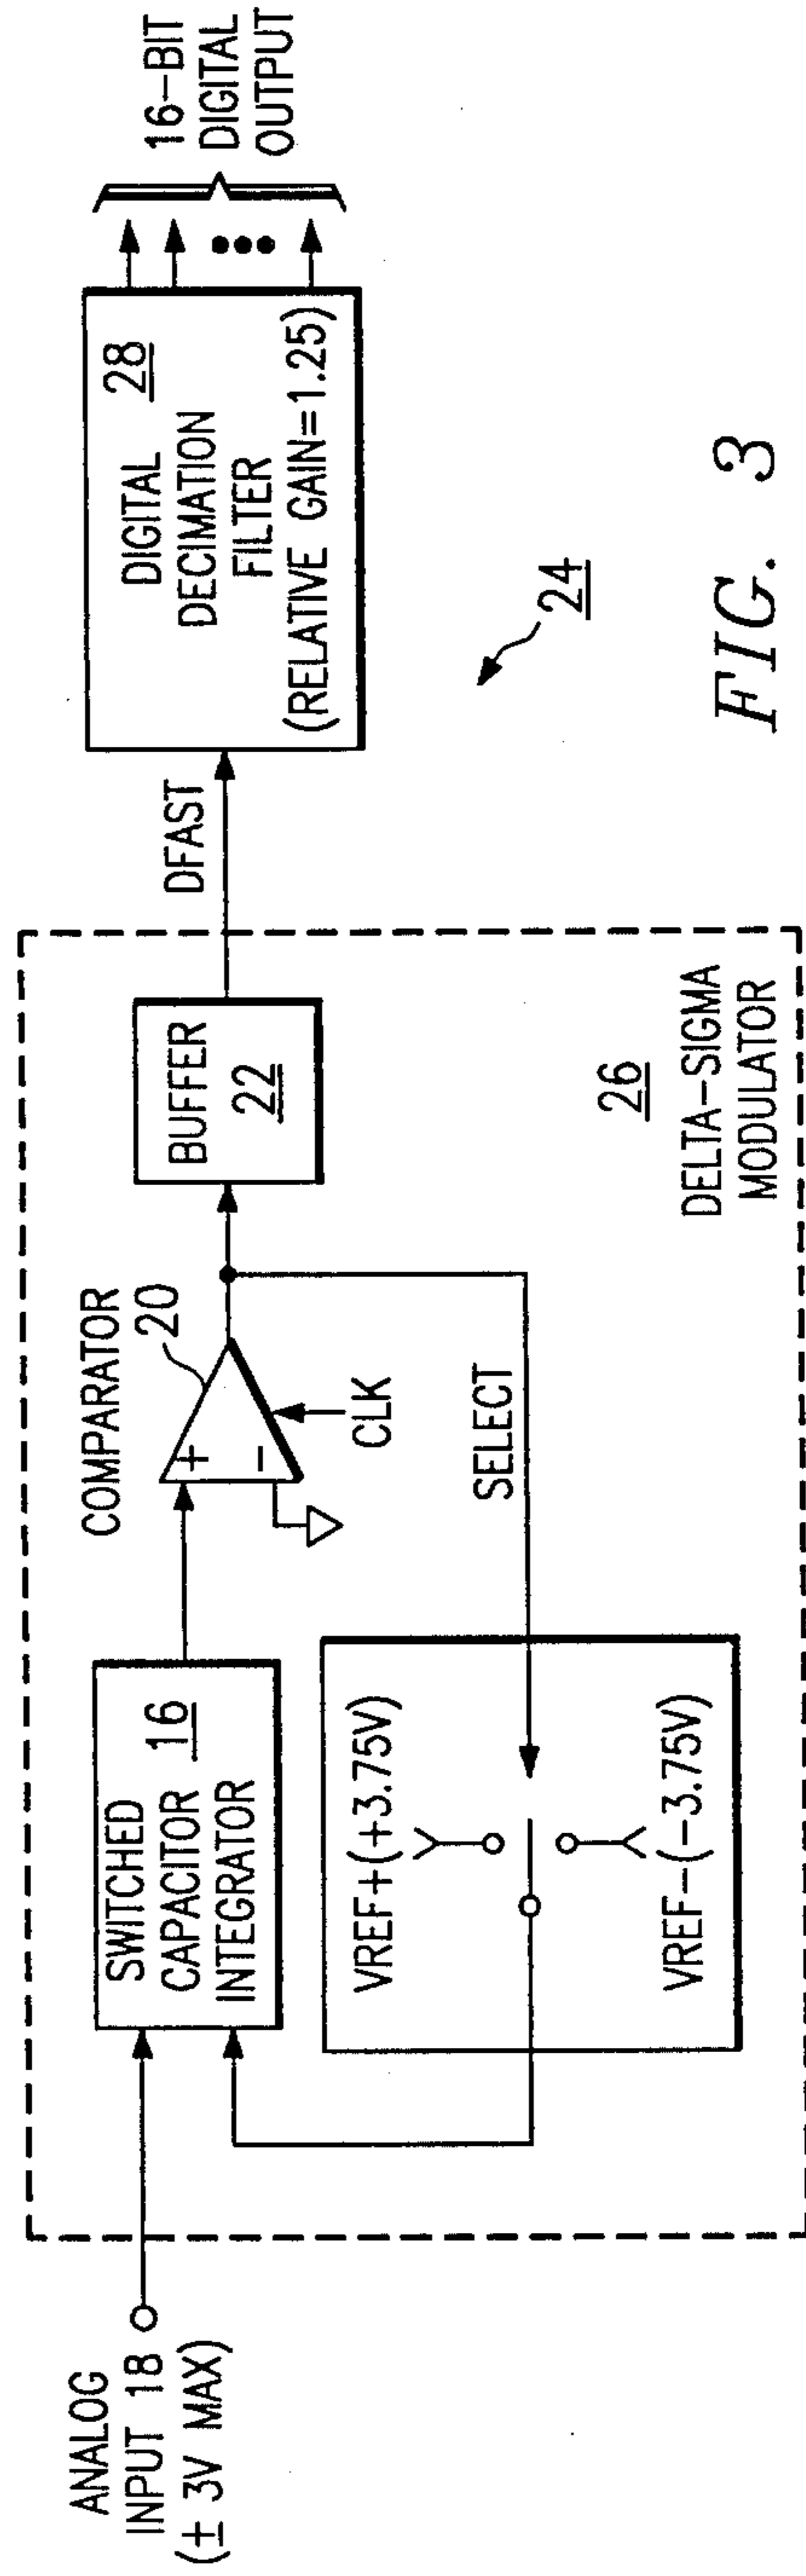 ANALOG
INPUT 18
(± 3V MAX)
SWITCHED
CAPACITOR 16
INTEGRATOR
VREF+(+3.75V)
VREF−(−3.75V)
COMPARATOR
20
+
−
CLK
SELECT
BUFFER
22
26
DELTA−SIGMA
MODULATOR
DFAST
DIGITAL 28
DECIMATION
FILTER
(RELATIVE GAIN=1.25)
16−BIT
DIGITAL
OUTPUT
24
FIG. 3